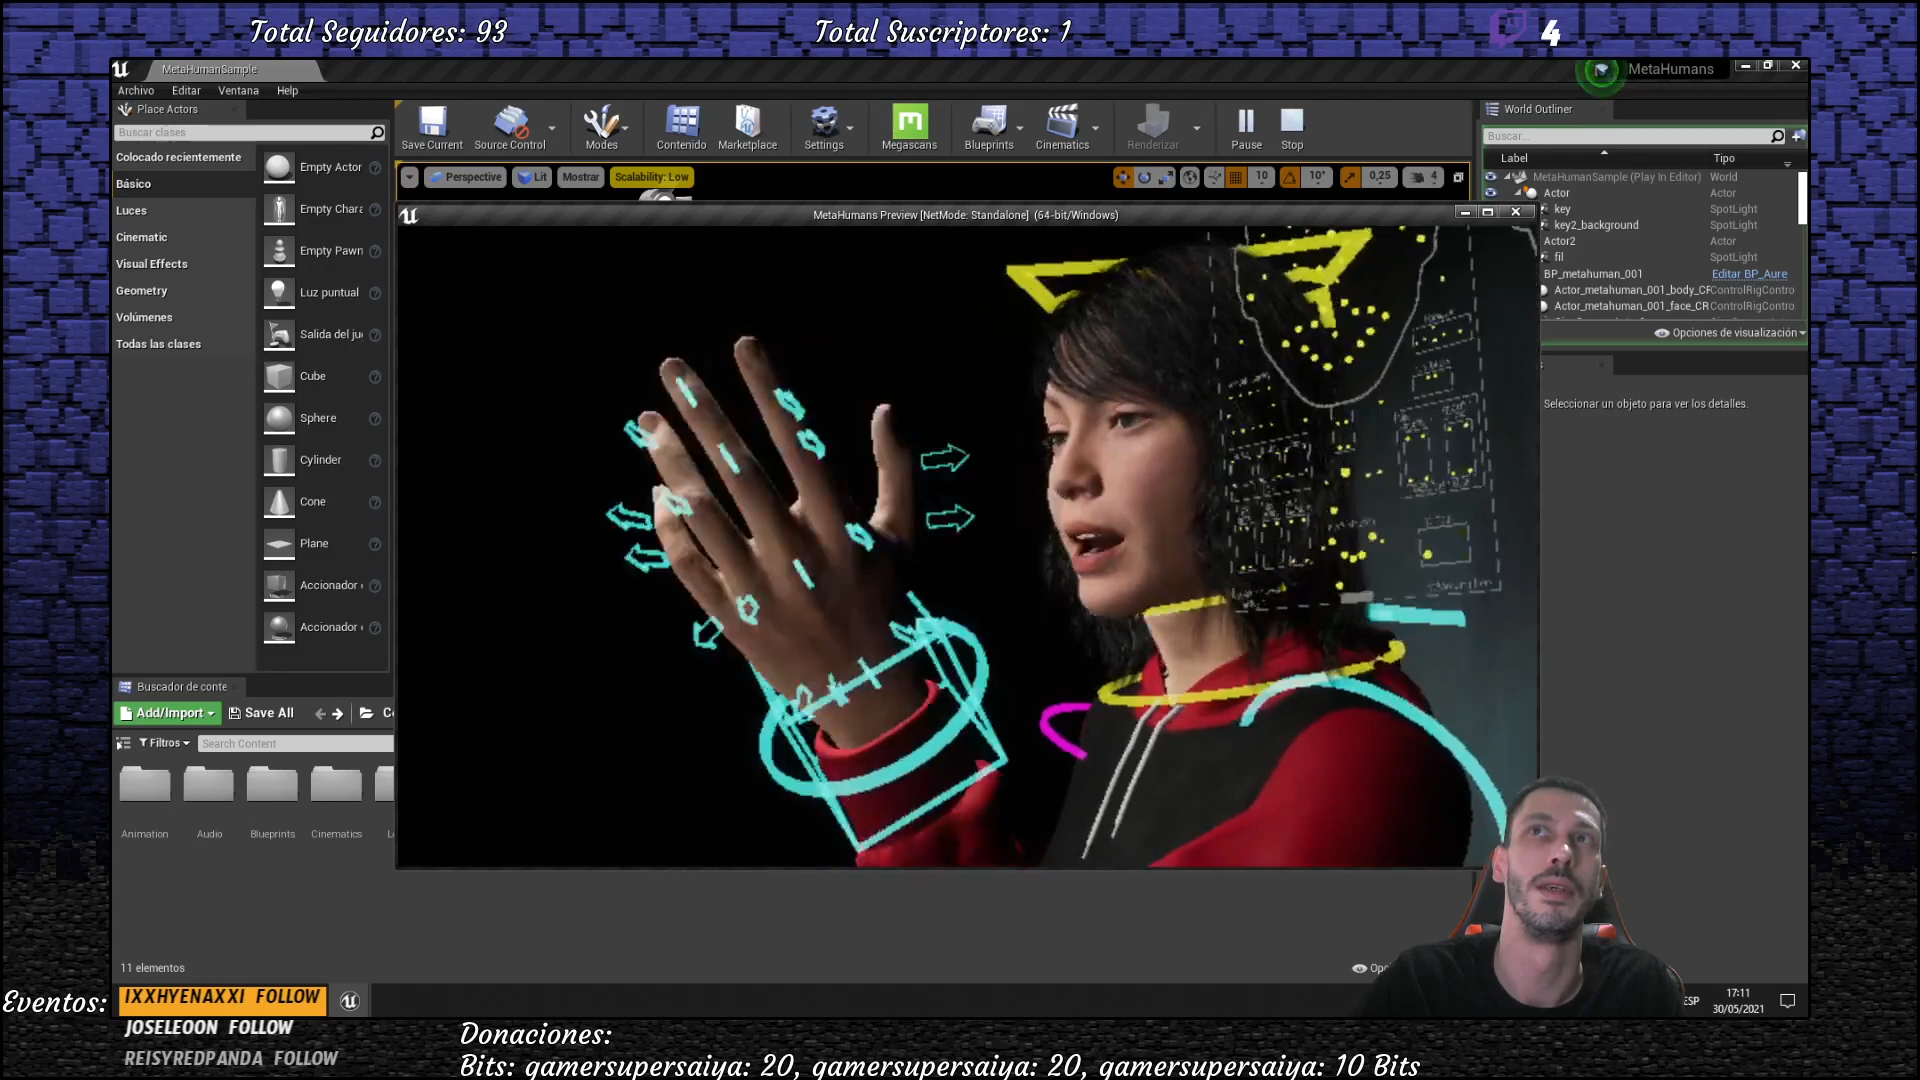 Total Seguidores: 93
Total Suscriptores: 1
4
MetaHumanSample
MetaHumans
Archivo Editar Ventana Help
Place Actors
Buscar clases
Colocado recientemente
Básico
Luces
Cinematic
Visual Effects
Geometry
Volúmenes
Todas las clases
Empty Actor
Empty Chara
Empty Pawn
Luz puntual
Salida del ju
Cube
Sphere
Cylinder
Cone
Plane
Accionador
Accionador
Save Current
Source Control
Modes
Contenido
Marketplace
Settings
Megascans
Blueprints
Cinematics
Renderizar
Pause
Stop
Perspective
Lit
Mostrar
Scalability: Low
10
10°
0,25
4
MetaHumans Preview [NetMode: Standalone] (64-bit/Windows)
World Outliner
Buscar...
Label Tipo
MetaHumanSample (Play In Editor) World
Actor Actor
key SpotLight
key2_background SpotLight
Actor2 Actor
fil SpotLight
BP_metahuman_001 Editar BP_Aure
Actor_metahuman_001_body_CR ControlRigContro
Actor_metahuman_001_face_CR ControlRigContro
Opciones de visualización
Seleccionar un objeto para ver los detalles.
Buscador de conte
Add/Import
Save All
Filtros
Search Content
Animation
Audio
Blueprints
Cinematics
11 elementos
ESP
17:11
30/05/2021
Eventos:
IXXHYENAXXI FOLLOW
JOSELEOON FOLLOW
REISYREDPANDA FOLLOW
Donaciones:
Bits: gamersupersaiya: 20, gamersupersaiya: 20, gamersupersaiya: 10 Bits